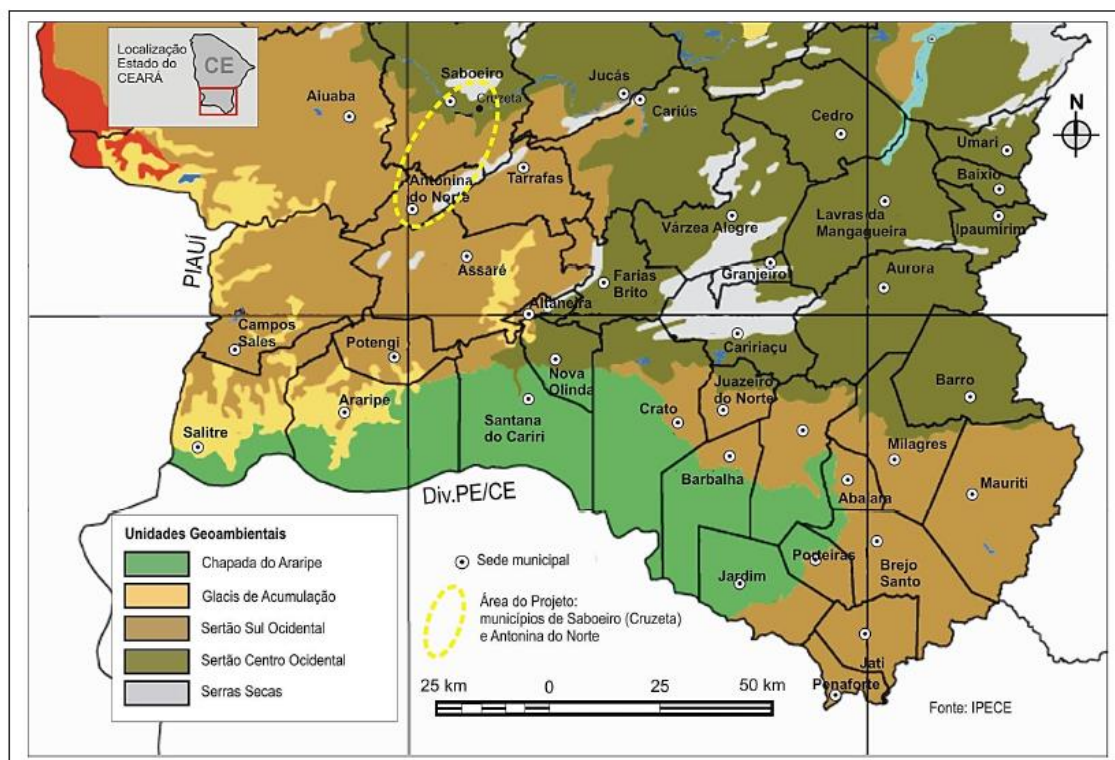 Localização
Estado do
CEARÁ
CE
Saboeiro
Cruzeta
Jucás
Cariús
Aiuaba
Cedro
N
Umari
Baixio
Antonina
do Norte
Tarrafas
Várzea Alegre
Lavras da
Mangagueira
Ipaumirim
PIAUÍ
Assaré
Farias
Brito
Granjeiro
Aurora
Altaneira
Campos
Sales
Potengi
Caririaçu
Nova
Olinda
Juazeiro
do Norte
Barro
Araripe
Santana
do Cariri
Crato
Salitre
Milagres
Barbalha
Mauriti
Abaiara
Div.PE/CE
Porteiras
Brejo
Santo
Jardim
Jati
Penaforte
Unidades Geoambientais
Chapada do Araripe
Glacis de Acumulação
Sertão Sul Ocidental
Sertão Centro Ocidental
Serras Secas
Sede municipal
Área do Projeto:
municípios de Saboeiro (Cruzeta)
e Antonina do Norte
25 km 0 25 50 km
Fonte: IPECE